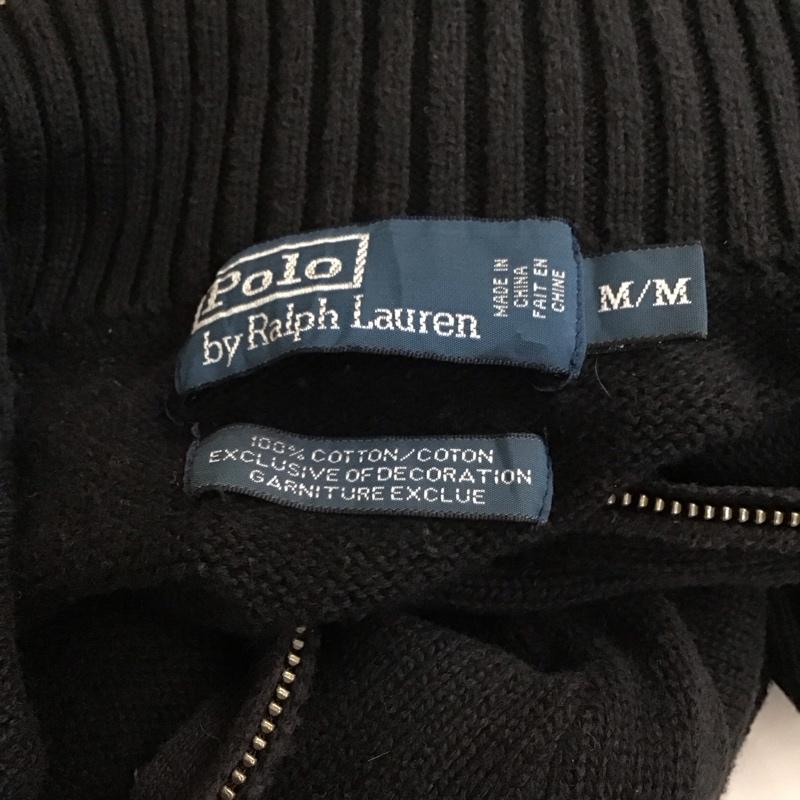 Polo
by Ralph Lauren
MADE IN
CHINA
FAIT EN
CHINE
M/M
100% COTTON/COTON
EXCLUSIVE OF DECORATION
GARNITURE EXCLUE